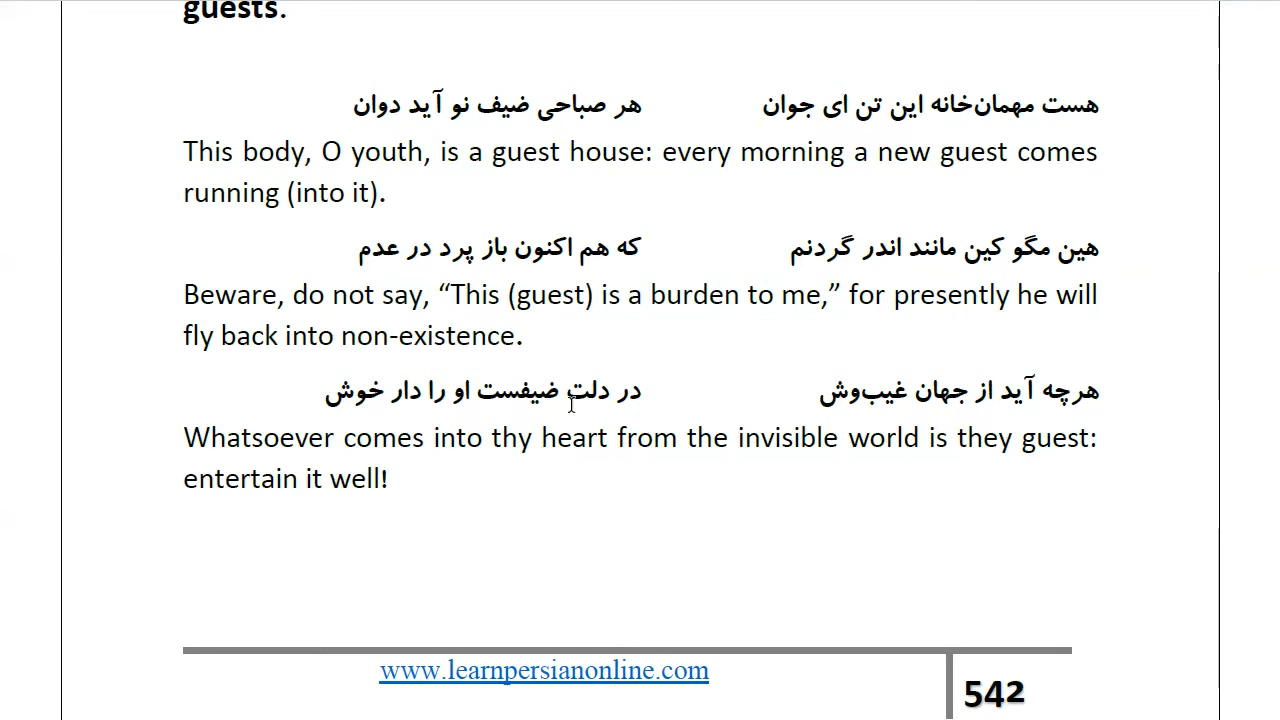 guests.
هست مهمان‌خانه این تن ای جوان هر صباحی ضیف نو آید دوان
This body, O youth, is a guest house: every morning a new guest comes
running (into it).
هین مگو کین مانند اندر گردنم که هم اکنون باز پرد در عدم
Beware, do not say, “This (guest) is a burden to me,” for presently he will
fly back into non-existence.
هرچه آید از جهان غیب‌وش در دلت ضیفست او را دار خوش
Whatsoever comes into thy heart from the invisible world is they guest:
entertain it well!
www.learnpersianonline.com
542